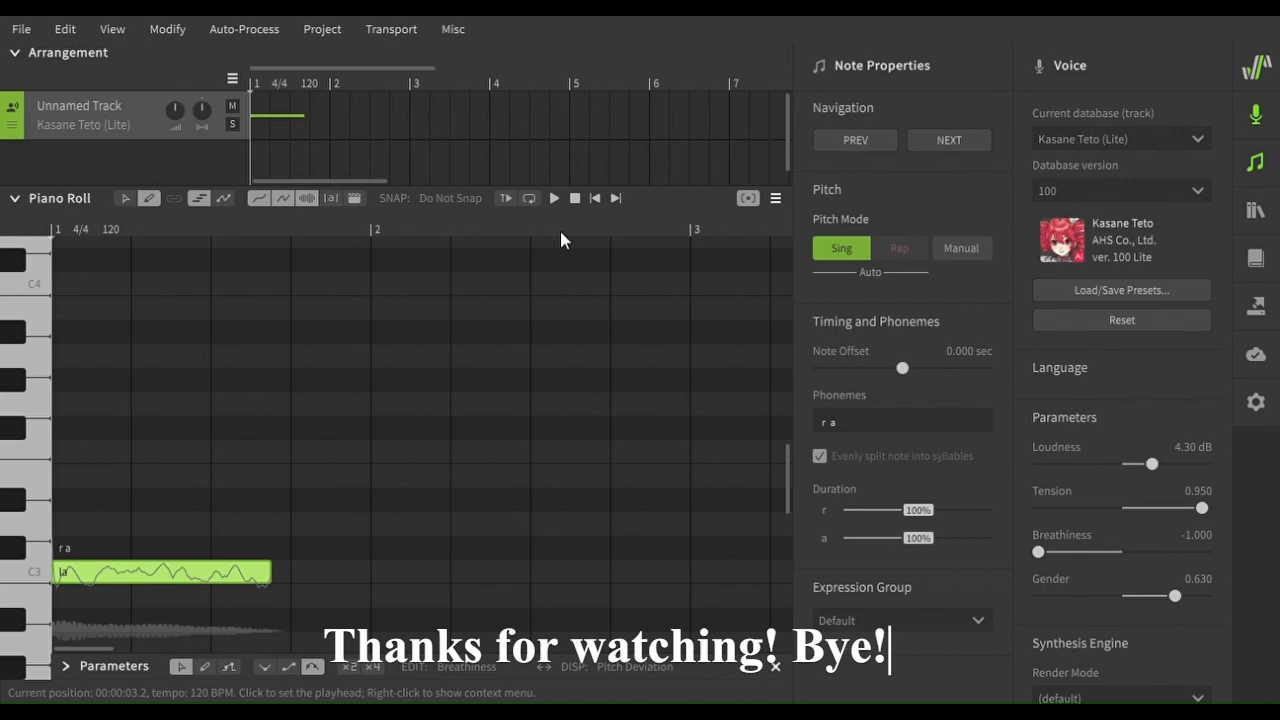 File Edit View Modify Auto-Process Project Transport Misc
Arrangement
1 4/4 120 2 3 4 5 6 7
Unnamed Track M
Kasane Teto (Lite) S
Piano Roll SNAP: Do Not Snap
1 4/4 120 2 3
C4
r a
C3 la
Thanks for watching! Bye!
Parameters x2 x4 EDIT: Breathiness DISP: Pitch Deviation
Current position: 00:00:03.2, tempo: 120 BPM. Click to set the playhead; Right-click to show context menu.
Note Properties
Navigation
PREV NEXT
Pitch
Pitch Mode
Sing Rap Manual
Auto
Timing and Phonemes
Note Offset 0.000 sec
Phonemes
r a
Evenly split note into syllables
Duration
r 100%
a 100%
Expression Group
Default
Voice
Current database (track)
Kasane Teto (Lite)
Database version
100
Kasane Teto
AHS Co., Ltd.
ver. 100 Lite
Load/Save Presets...
Reset
Language
Parameters
Loudness 4.30 dB
Tension 0.950
Breathiness -1.000
Gender 0.630
Synthesis Engine
Render Mode
(default)